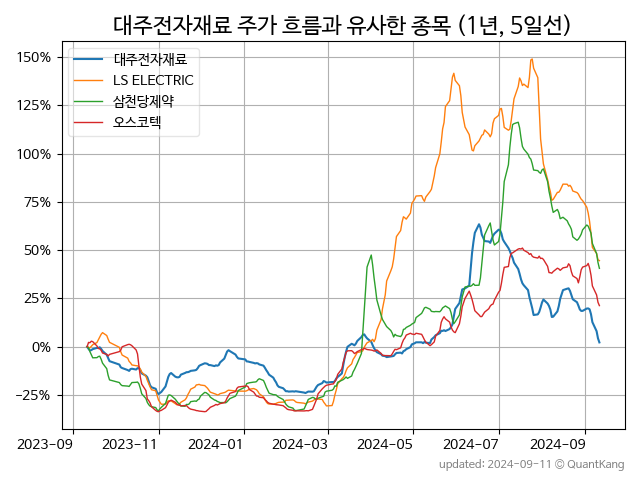 대주전자재료 주가 흐름과 유사한 종목 (1년, 5일선)
대주전자재료
LS ELECTRIC
삼천당제약
오스코텍
150%
125%
100%
75%
50%
25%
0%
−25%
2023-09
2023-11
2024-01
2024-03
2024-05
2024-07
2024-09
updated: 2024-09-11 © QuantKang